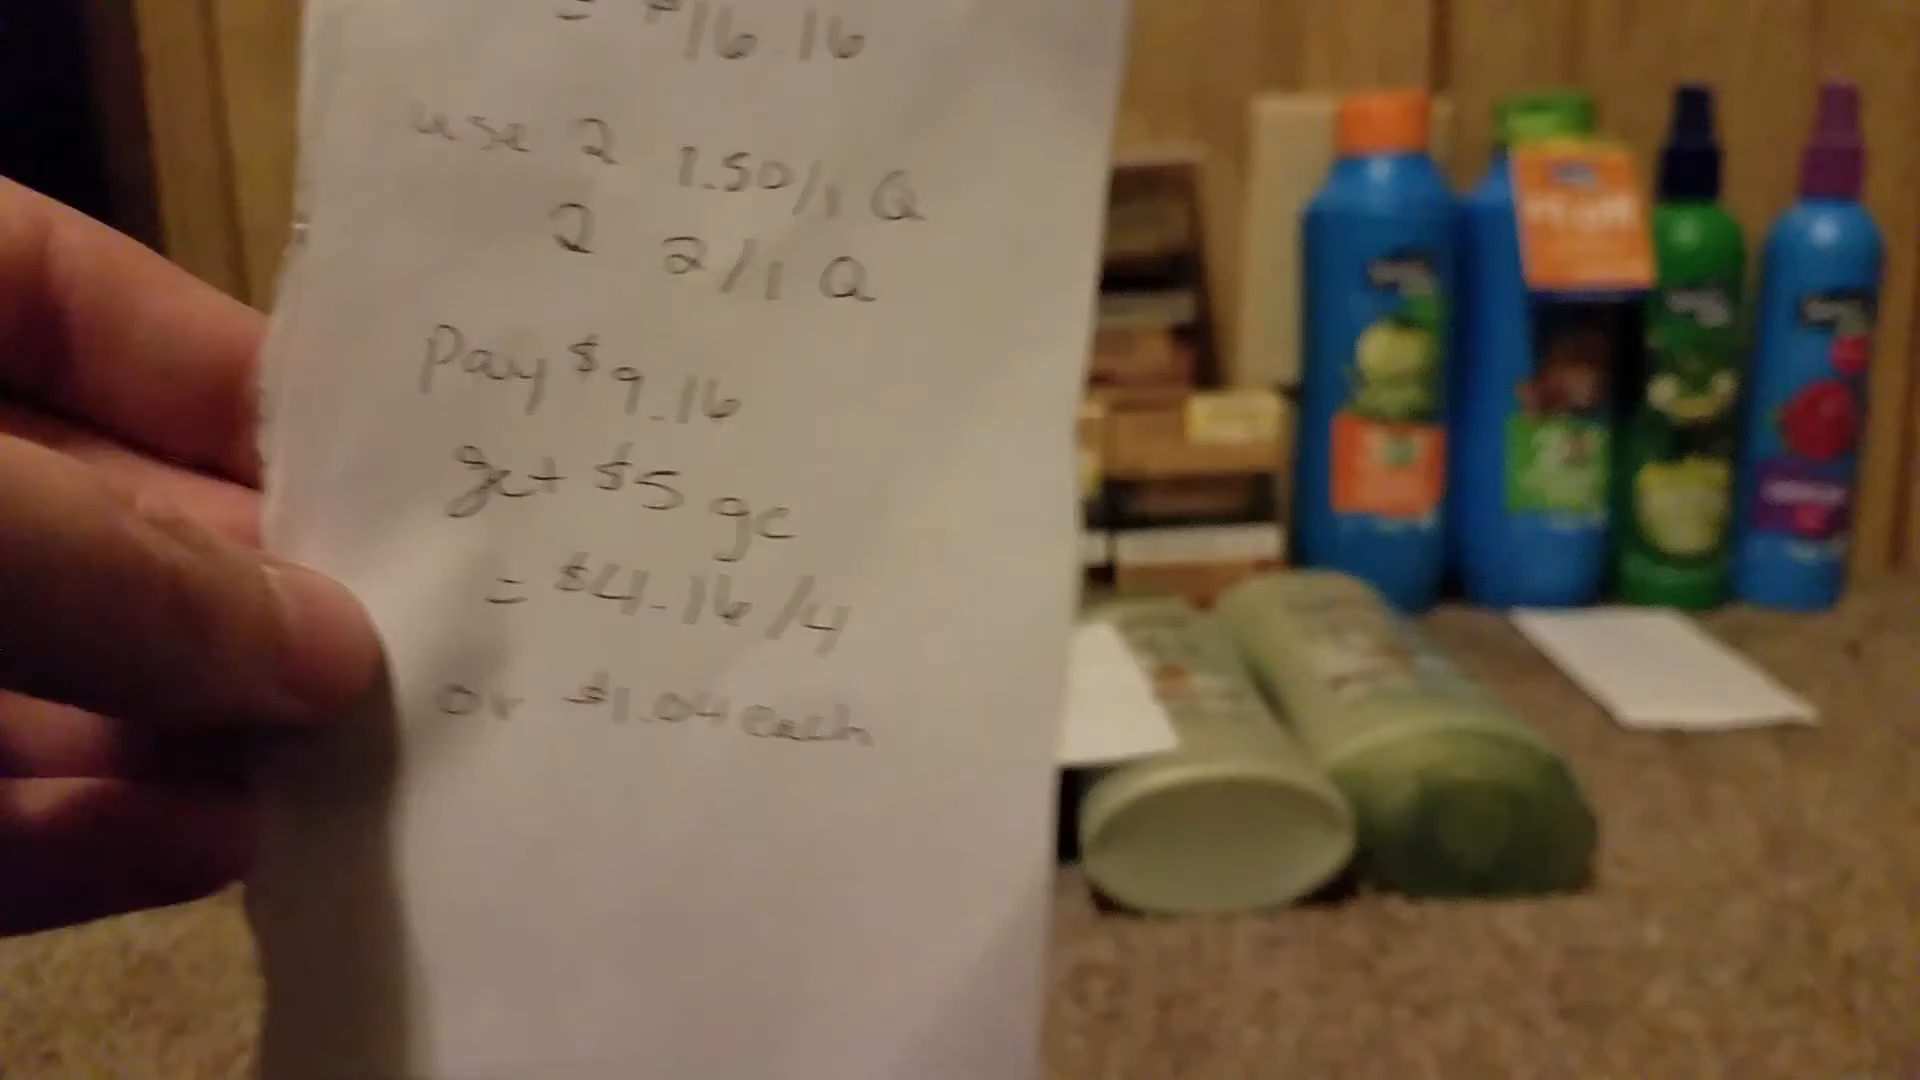 = $16.16
use 2 1.50/1 Q
2 2/1 Q
Pay $9.16
get $5 gc
= $4.16/4
or $1.04 each